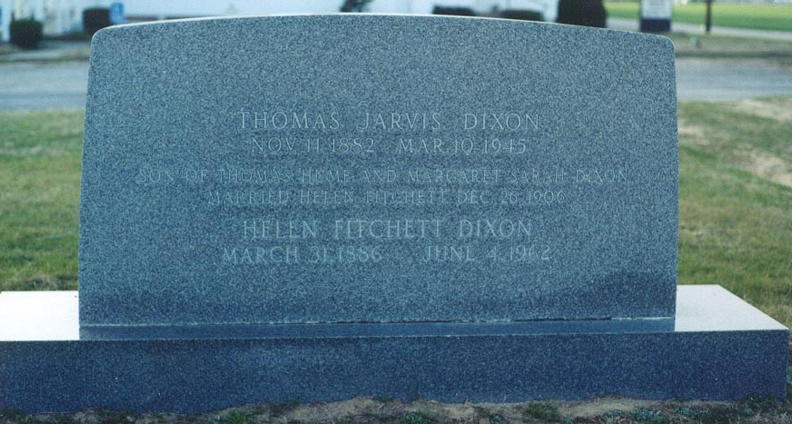 THOMAS JARVIS DIXON
NOV. 11, 1882 MAR. 10, 1945
SON OF THOMAS HEMP AND MARGARET SARAH DIXON
MARRIED HELEN FITCHETT DEC. 26, 1906
HELEN FITCHETT DIXON
MARCH 31, 1886 JUNE 4, 1962